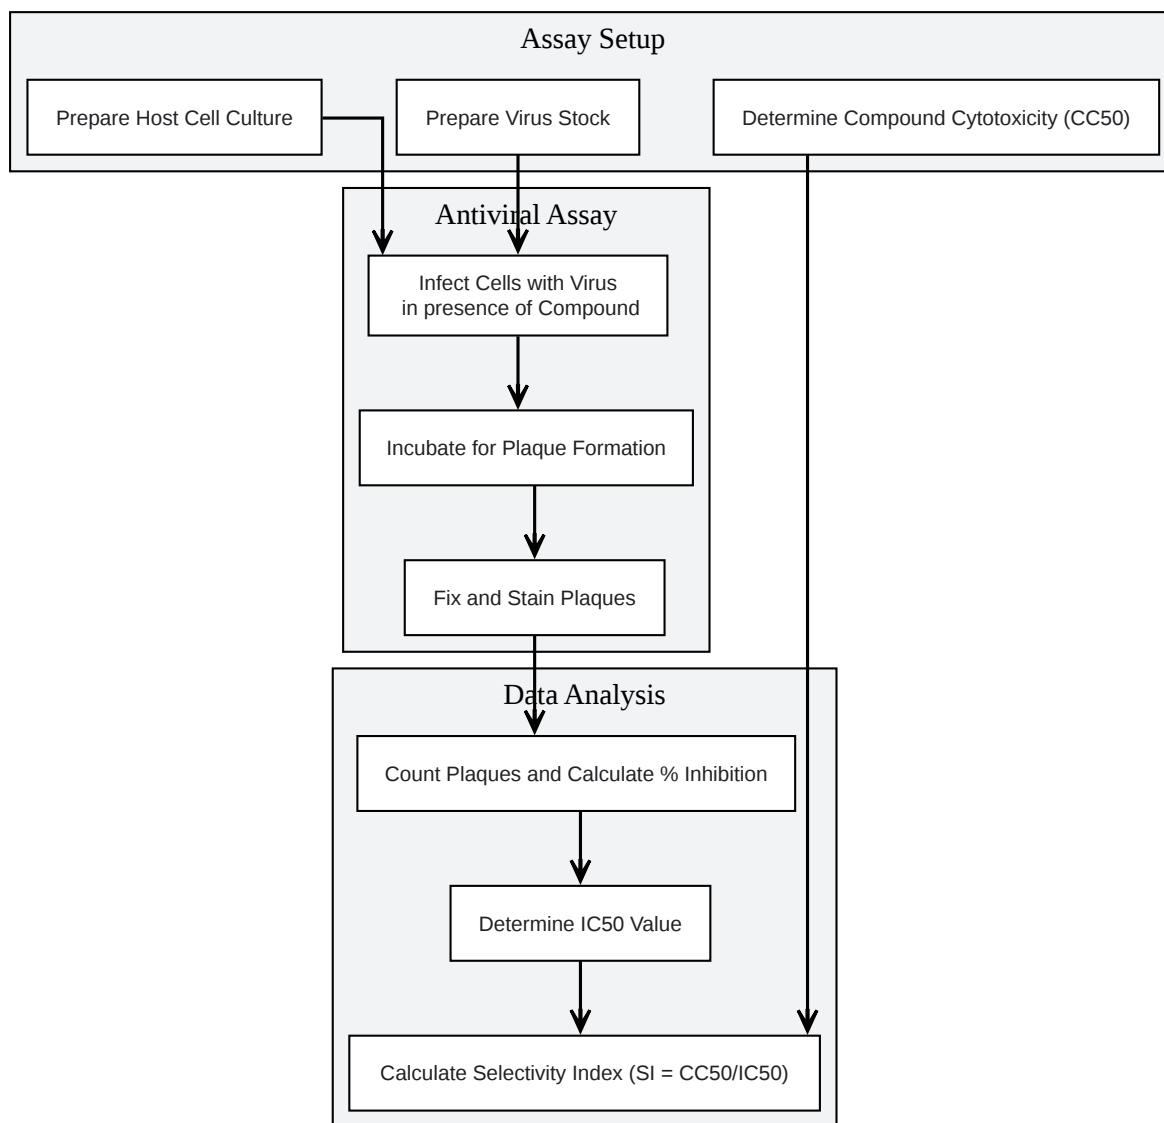 Assay Setup
Prepare Host Cell Culture
Prepare Virus Stock
Determine Compound Cytotoxicity (CC50)
Antiviral Assay
Infect Cells with Virus
in presence of Compound
Incubate for Plaque Formation
Fix and Stain Plaques
Data Analysis
Count Plaques and Calculate % Inhibition
Determine IC50 Value
Calculate Selectivity Index (SI = CC50/IC50)